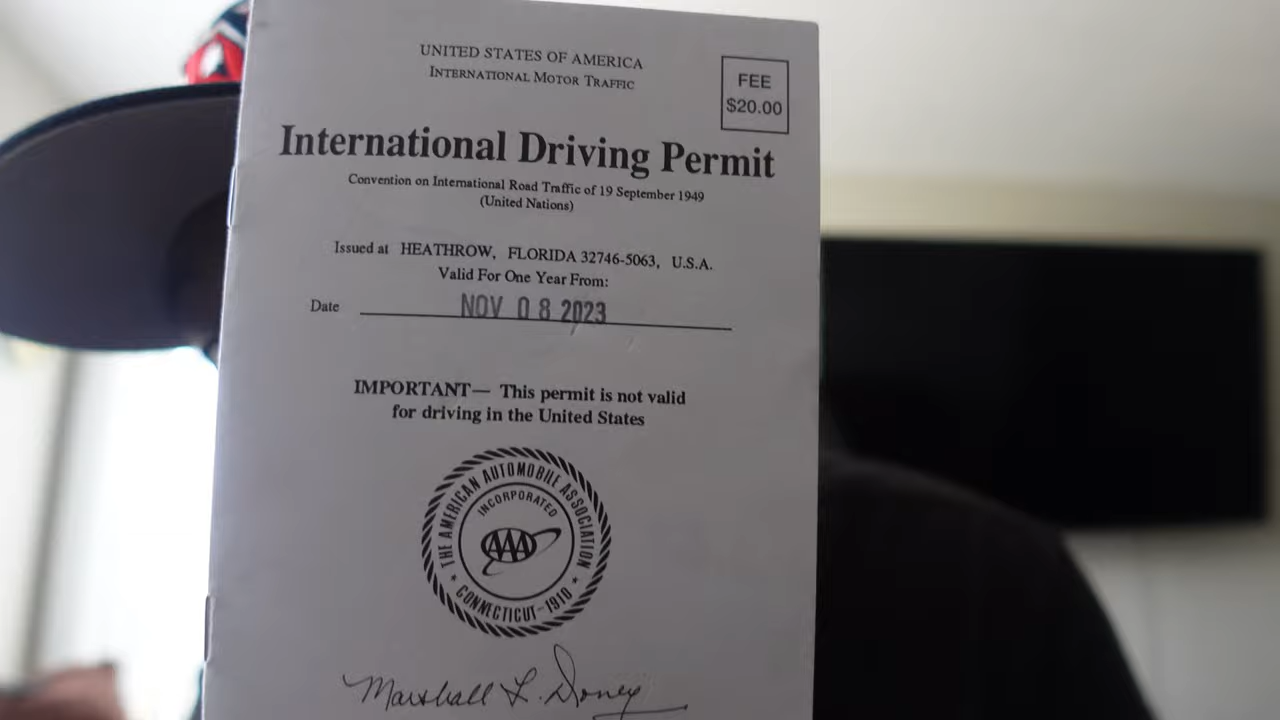 UNITED STATES OF AMERICA
INTERNATIONAL MOTOR TRAFFIC
FEE
$20.00
International Driving Permit
Convention on International Road Traffic of 19 September 1949
(United Nations)
Issued at HEATHROW, FLORIDA 32746-5063, U.S.A.
Valid For One Year From:
Date NOV 08 2023
IMPORTANT— This permit is not valid
for driving in the United States
THE AMERICAN AUTOMOBILE ASSOCIATION
INCORPORATED
AAA
CONNECTICUT-1910
Marshall L. Doney